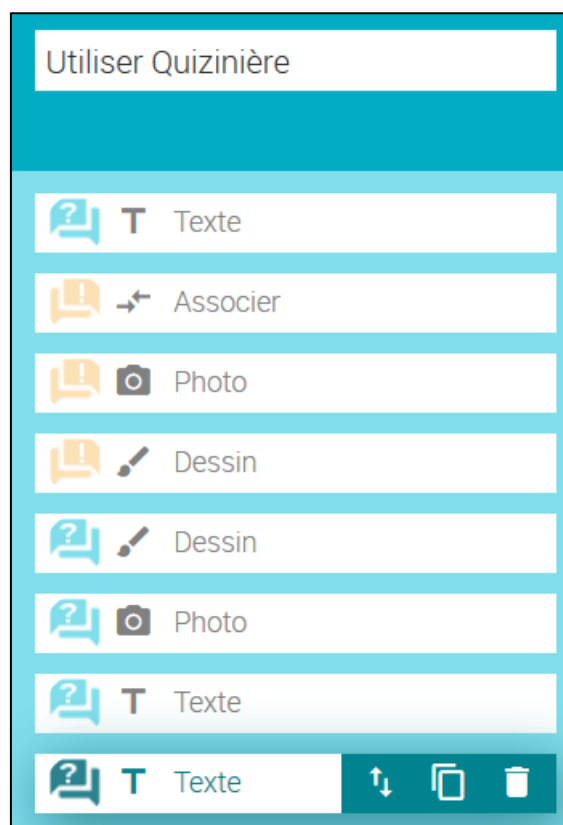 Utiliser Quizinière
? T Texte
! Associer
! Photo
! Dessin
? Dessin
? Photo
? T Texte
? T Texte